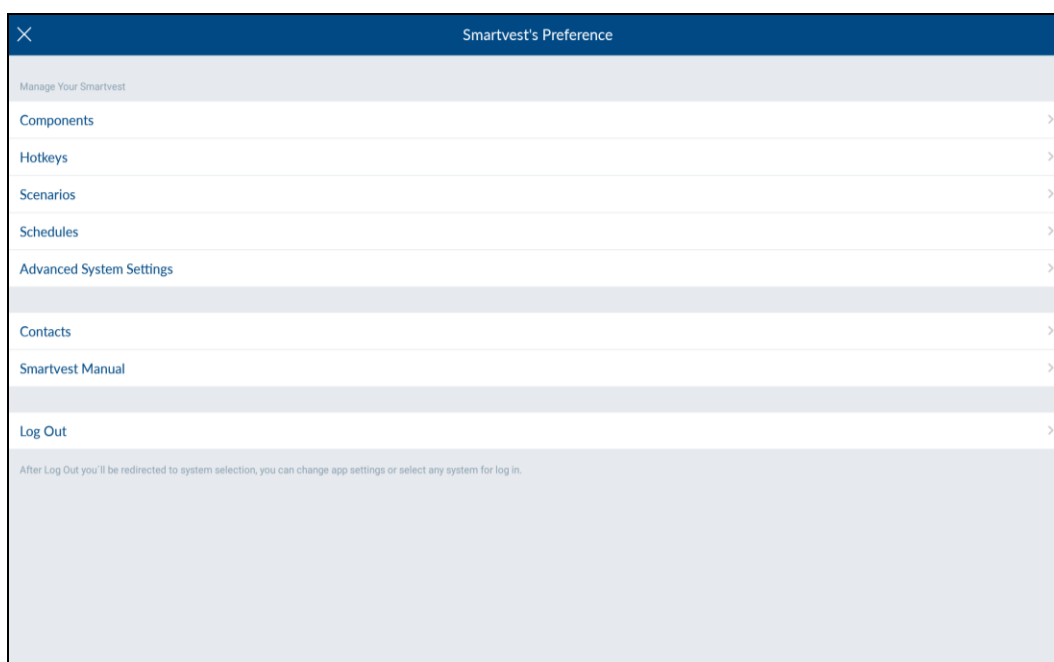 Smartvest's Preference
Manage Your Smartvest
Components
Hotkeys
Scenarios
Schedules
Advanced System Settings
Contacts
Smartvest Manual
Log Out
After Log Out you`ll be redirected to system selection, you can change app settings or select any system for log in.